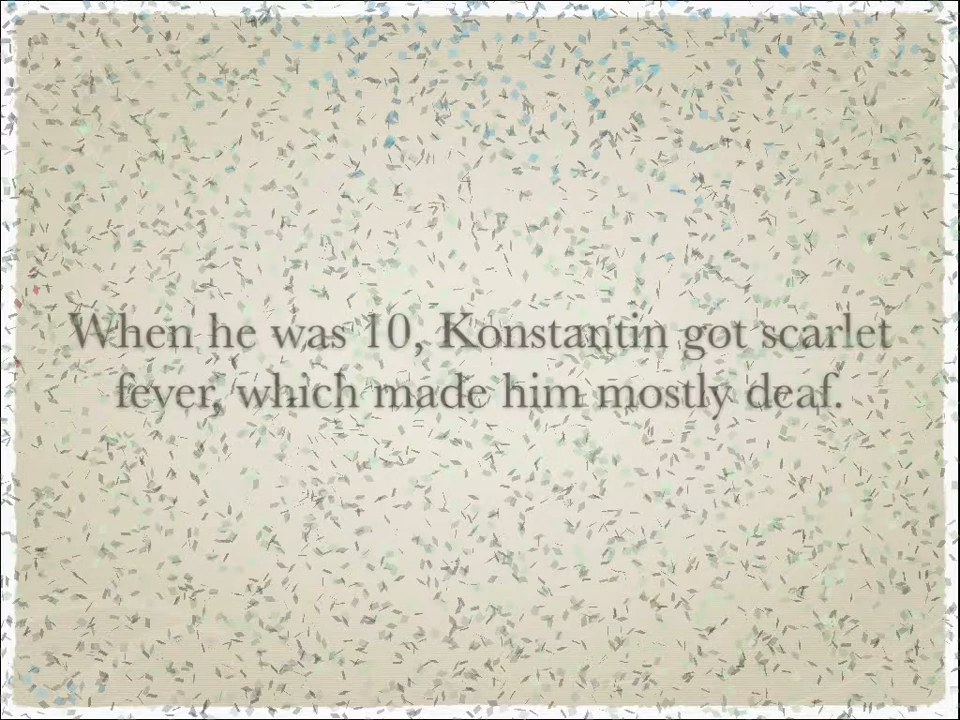 When he was 10, Konstantin got scarlet
fever, which made him mostly deaf.